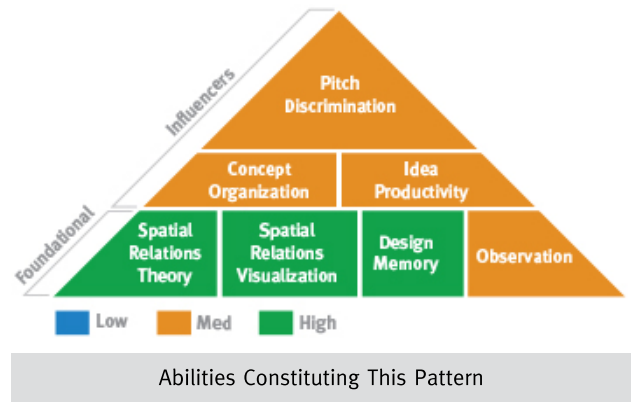 Influencers
Pitch
Discrimination
Concept
Organization
Idea
Productivity
Foundational
Spatial
Relations
Theory
Spatial
Relations
Visualization
Design
Memory
Observation
Low
Med
High
Abilities Constituting This Pattern